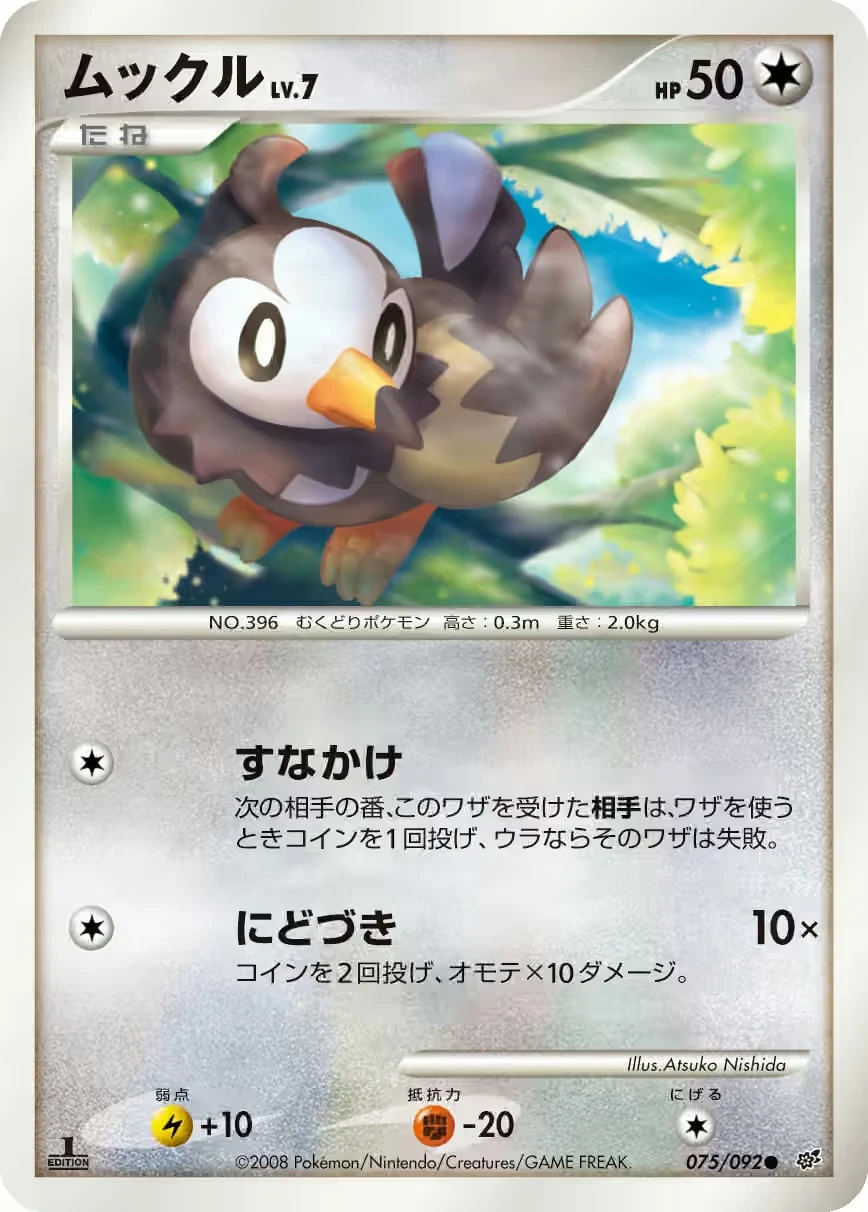 ムックル LV.7 HP 50
たね
NO.396 むくどりポケモン 高さ:0.3m 重さ:2.0kg
すなかけ
次の相手の番、このワザを受けた相手は、ワザを使う
ときコインを1回投げ、ウラならそのワザは失敗。
にどづき 10×
コインを2回投げ、オモテ×10ダメージ。
Illus.Atsuko Nishida
弱点 抵抗力 にげる
+10 -20
1 EDITION ©2008 Pokémon/Nintendo/Creatures/GAME FREAK. 075/092●